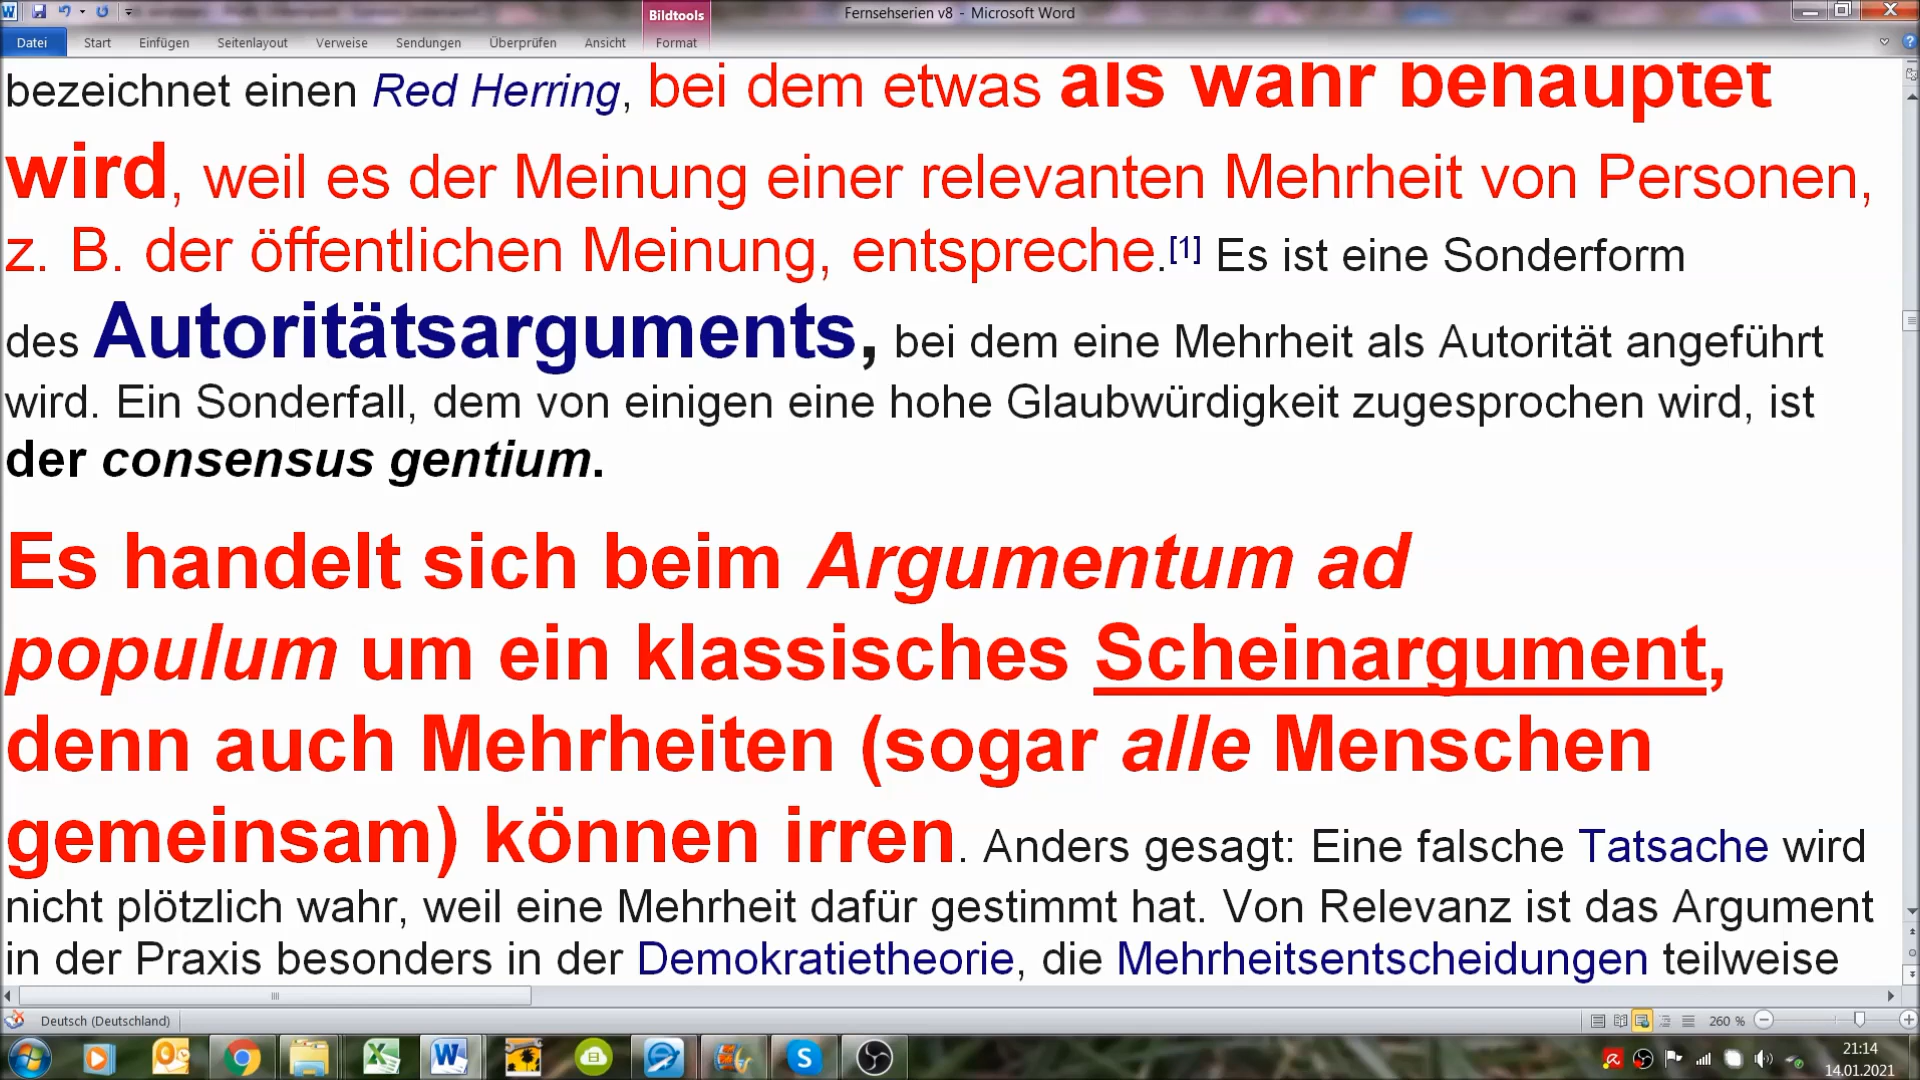 Bildtools
Fernsehserien v8 - Microsoft Word
Datei Start Einfügen Seitenlayout Verweise Sendungen Überprüfen Ansicht Format
bezeichnet einen Red Herring, bei dem etwas als wahr behauptet
wird, weil es der Meinung einer relevanten Mehrheit von Personen,
z. B. der öffentlichen Meinung, entspreche.[1] Es ist eine Sonderform
des Autoritätsarguments, bei dem eine Mehrheit als Autorität angeführt
wird. Ein Sonderfall, dem von einigen eine hohe Glaubwürdigkeit zugesprochen wird, ist
der consensus gentium.
Es handelt sich beim Argumentum ad
populum um ein klassisches Scheinargument,
denn auch Mehrheiten (sogar alle Menschen
gemeinsam) können irren. Anders gesagt: Eine falsche Tatsache wird
nicht plötzlich wahr, weil eine Mehrheit dafür gestimmt hat. Von Relevanz ist das Argument
in der Praxis besonders in der Demokratietheorie, die Mehrheitsentscheidungen teilweise
Deutsch (Deutschland)
260 %
21:14
14.01.2021